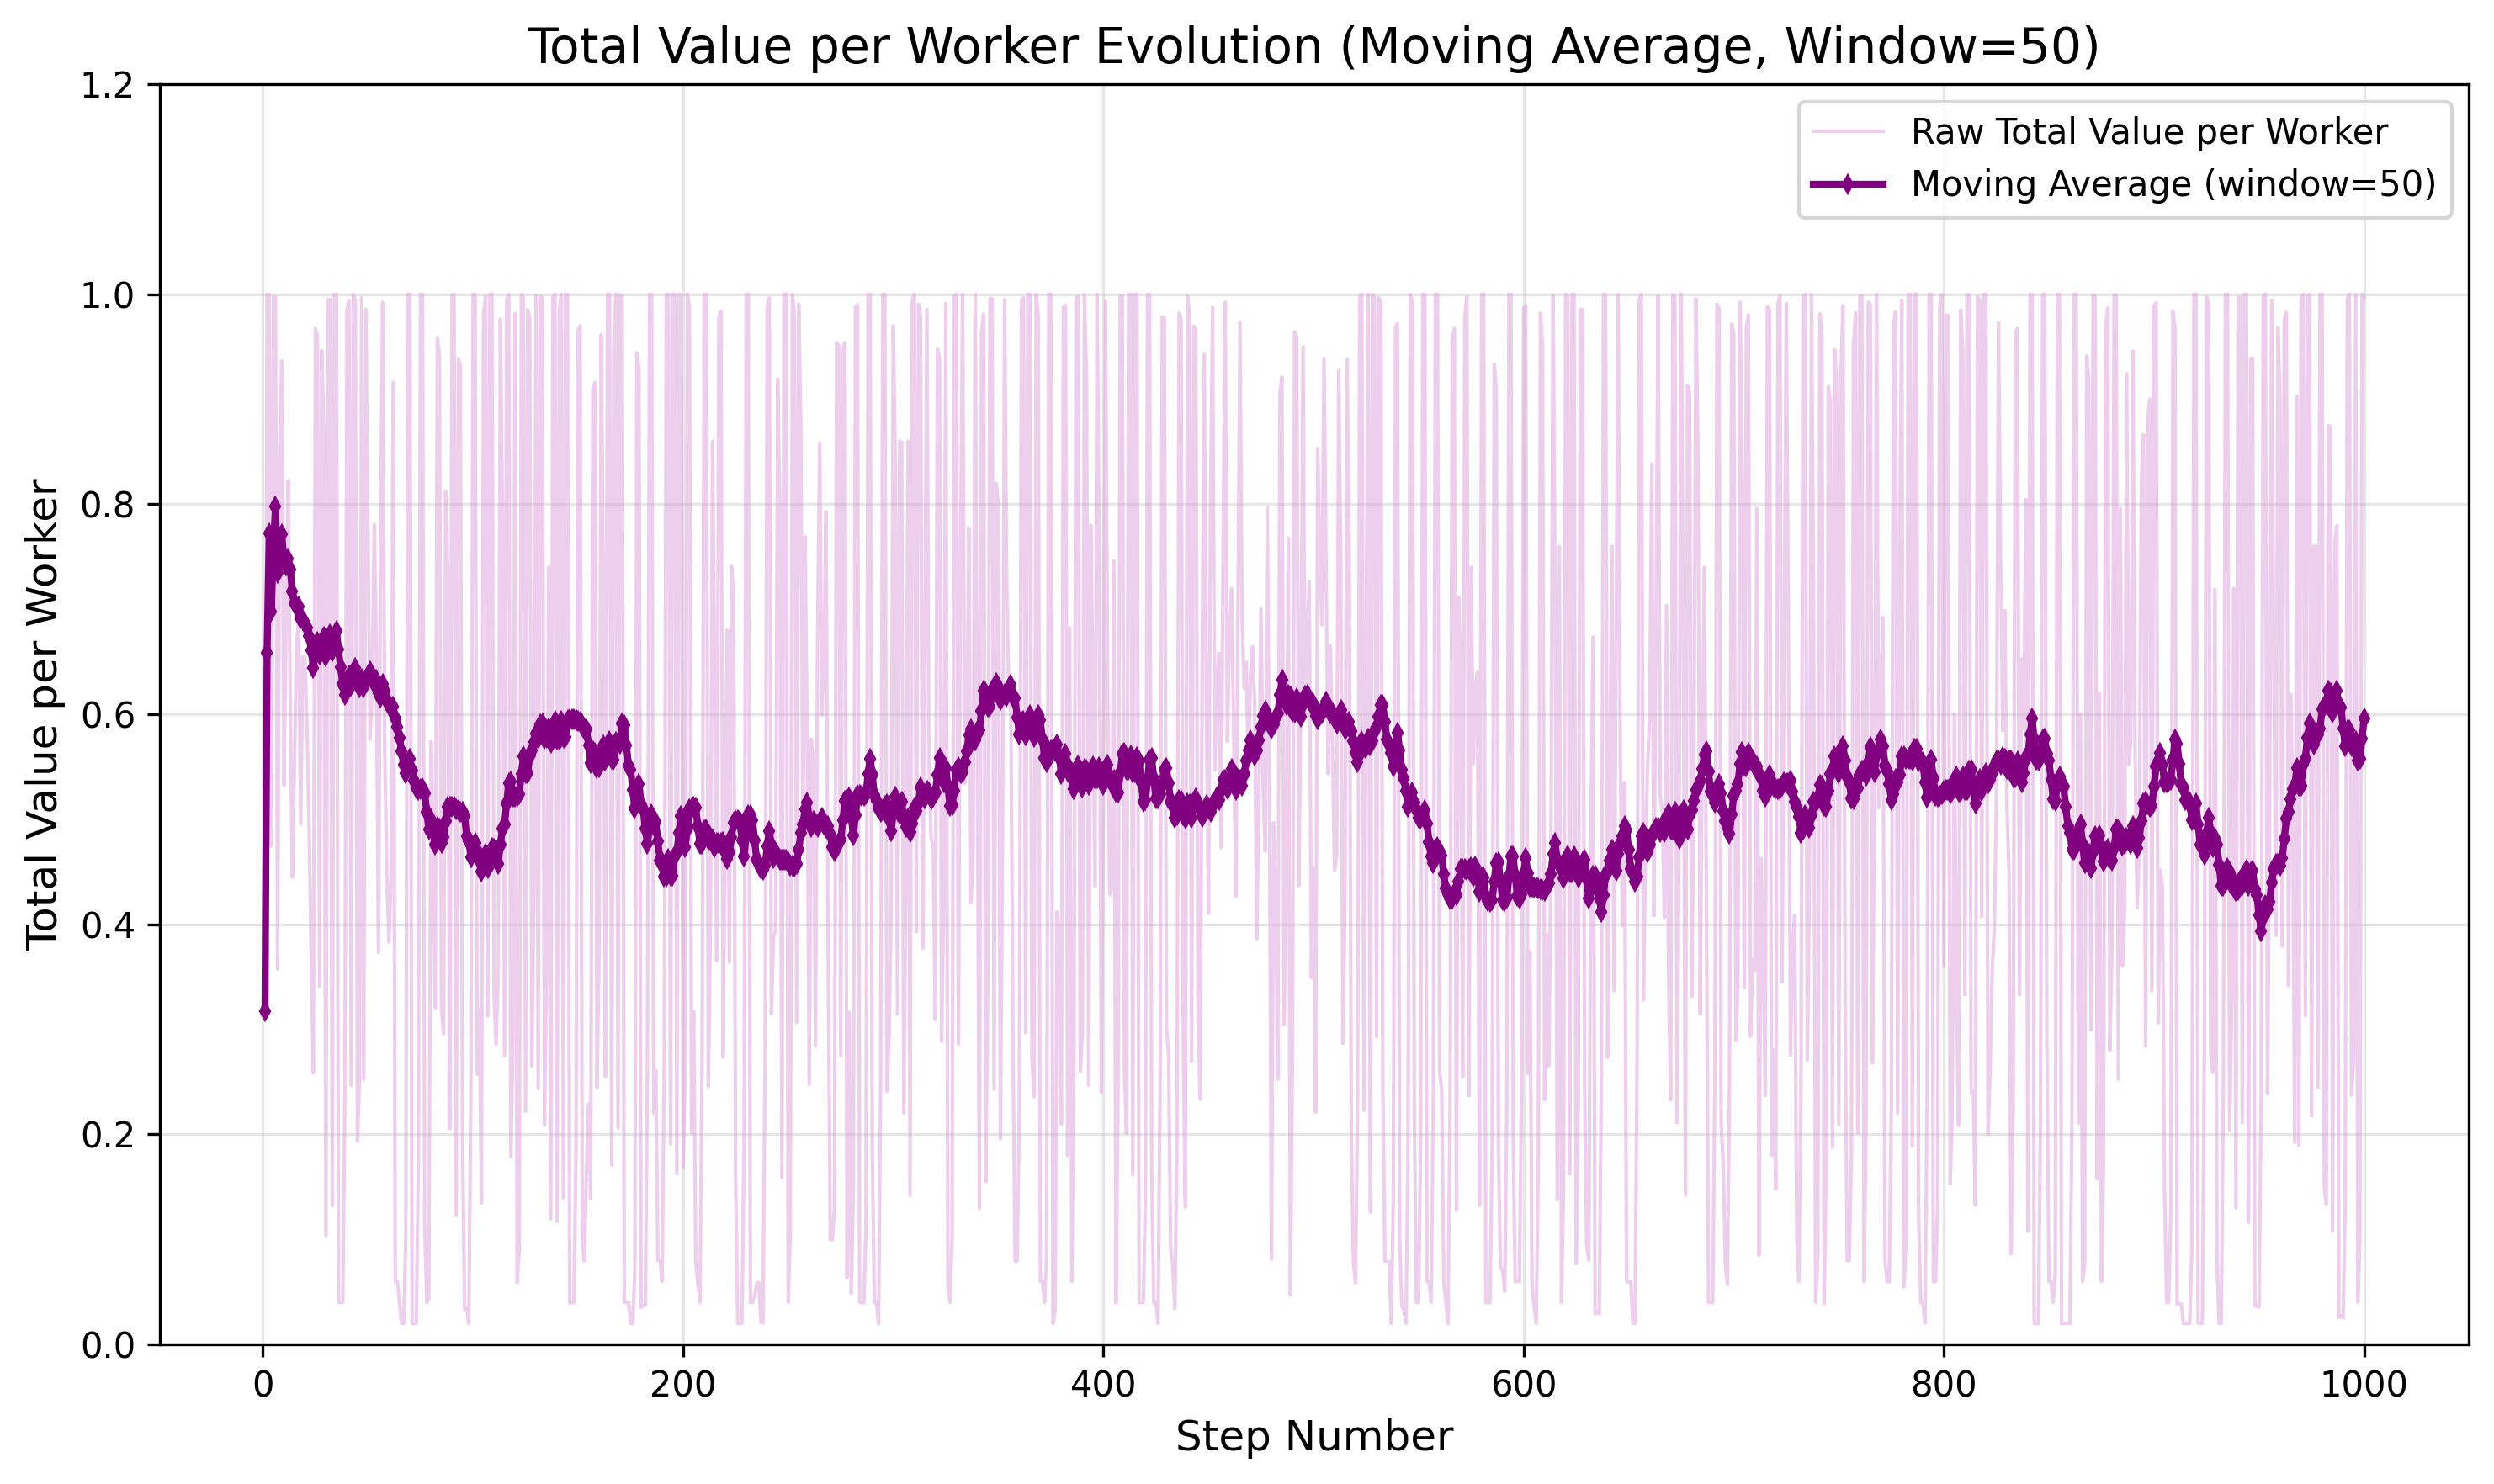 Total Value per Worker Evolution (Moving Average, Window=50)
Raw Total Value per Worker
Moving Average (window=50)
Total Value per Worker
1.2
1.0
0.8
0.6
0.4
0.2
0.0
0 200 400 600 800 1000
Step Number